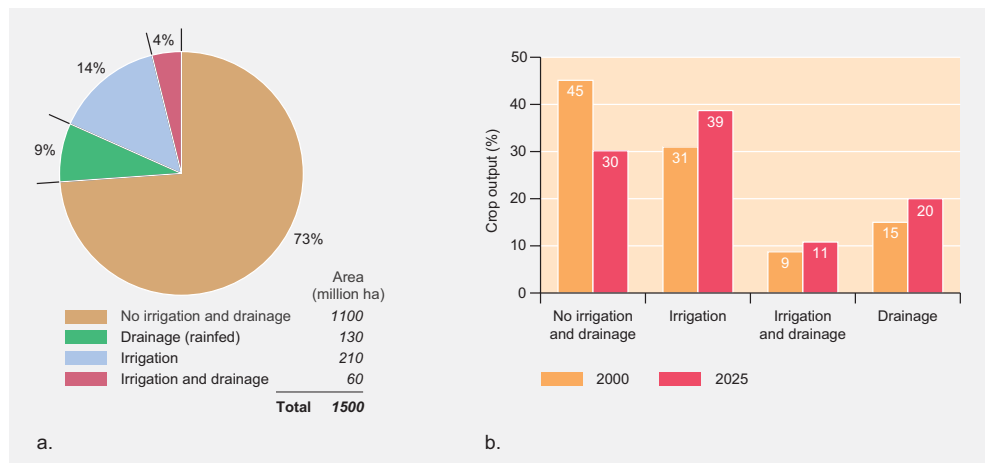 4%
14%
9%
73%
Area
(million ha)
No irrigation and drainage 1100
Drainage (rainfed) 130
Irrigation 210
Irrigation and drainage 60
Total 1500
a.
Crop output (%)
50
40
30
20
10
0
45
30
31
39
9
11
15
20
No irrigation
and drainage
Irrigation
Irrigation
and drainage
Drainage
2000
2025
b.